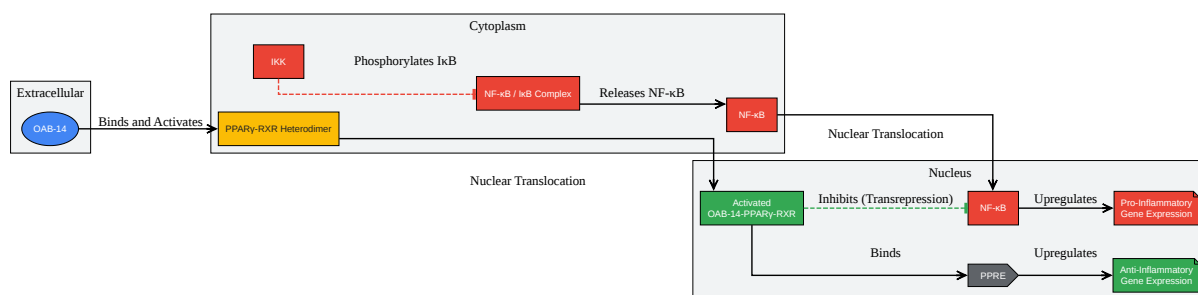 Cytoplasm
IKK
Phosphorylates IκB
NF-κB / IκB Complex
Releases NF-κB
NF-κB
Extracellular
OAB-14
Binds and Activates
PPARγ-RXR Heterodimer
Nuclear Translocation
Nuclear Translocation
Nucleus
Activated
OAB-14-PPARγ-RXR
Inhibits (Transrepression)
NF-κB
Upregulates
Pro-Inflammatory
Gene Expression
Binds
PPRE
Upregulates
Anti-Inflammatory
Gene Expression